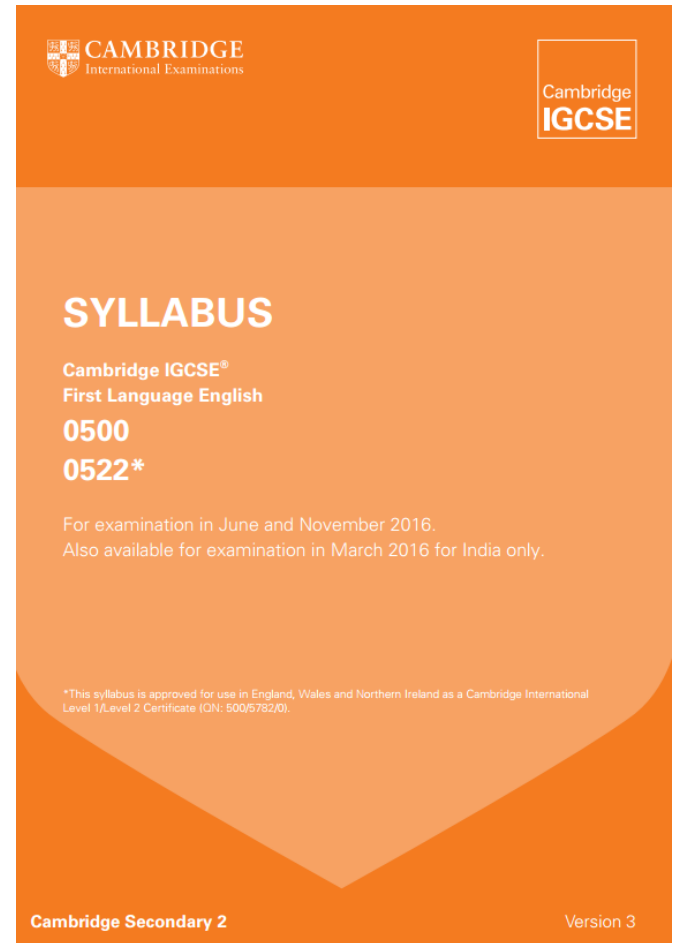 CAMBRIDGE
International Examinations
Cambridge
IGCSE
SYLLABUS
Cambridge IGCSE®
First Language English
0500
0522*
For examination in June and November 2016.
Also available for examination in March 2016 for India only.
*This syllabus is approved for use in England, Wales and Northern Ireland as a Cambridge International
Level 1/Level 2 Certificate (QN: 500/5782/0).
Cambridge Secondary 2
Version 3